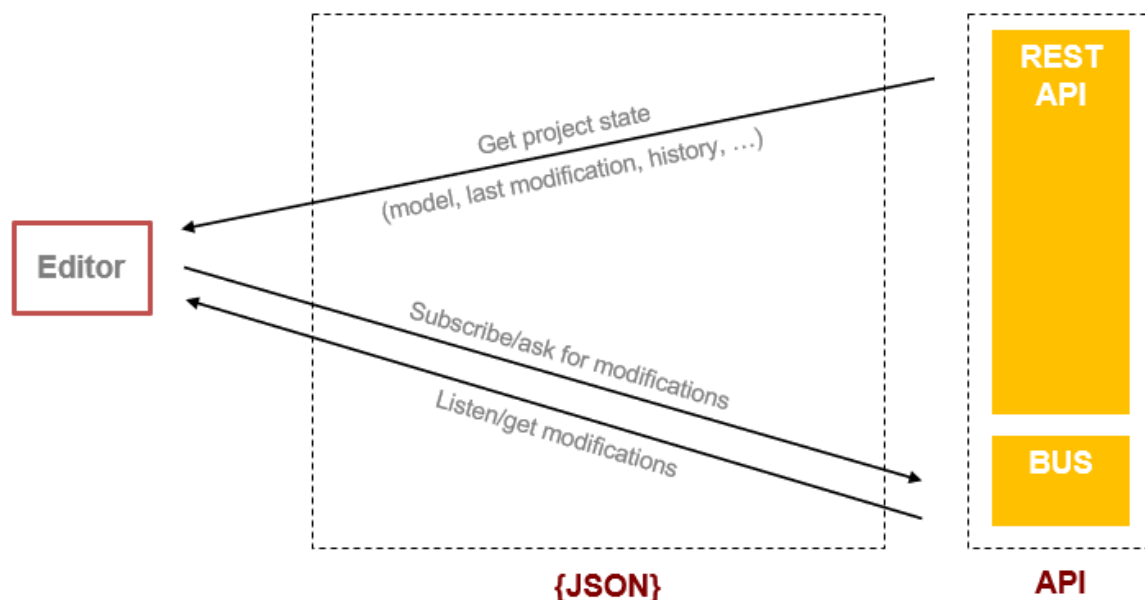 REST
API
Get project state
(model, last modification, history, …)
Editor
Subscribe/ask for modifications
Listen/get modifications
BUS
{JSON}
API